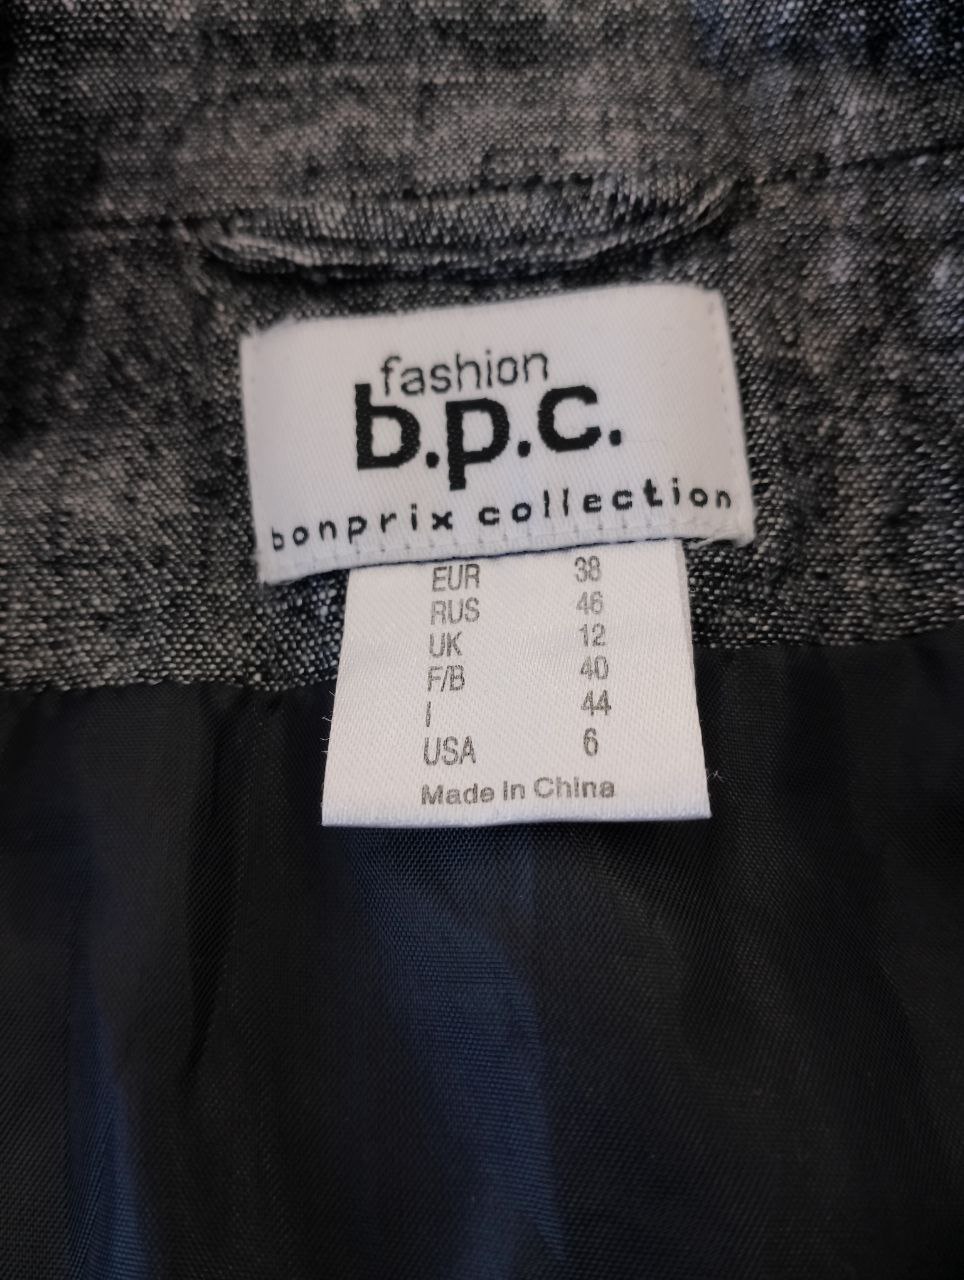 fashion
b.p.c.
bonprix collection
EUR 38
RUS 46
UK 12
F/B 40
I 44
USA 6
Made in China